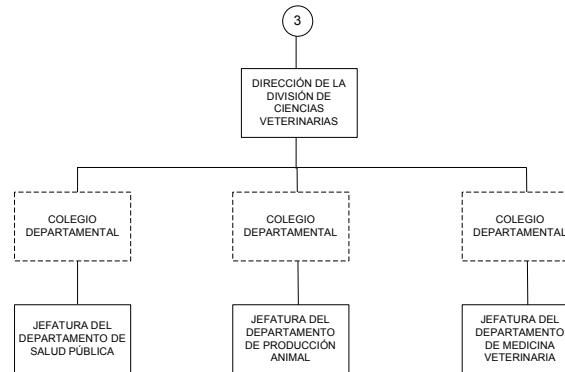 3
DIRECCIÓN DE LA
DIVISIÓN DE
CIENCIAS
VETERINARIAS
COLEGIO
DEPARTAMENTAL
COLEGIO
DEPARTAMENTAL
COLEGIO
DEPARTAMENTAL
JEFATURA DEL
DEPARTAMENTO DE
SALUD PÚBLICA
JEFATURA DEL
DEPARTAMENTO
DE PRODUCCIÓN
ANIMAL
JEFATURA DEL
DEPARTAMENTO
DE MEDICINA
VETERINARIA